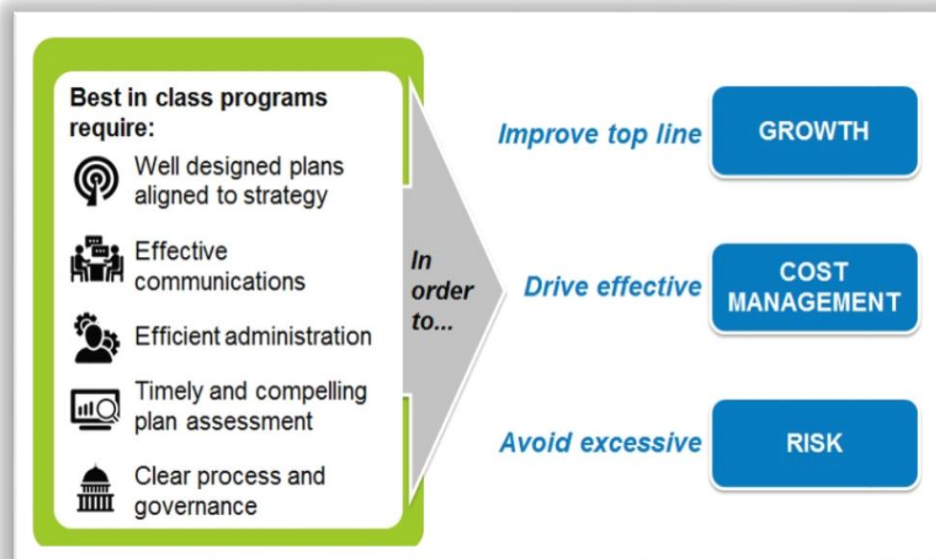 Best in class programs
require:
Well designed plans
aligned to strategy
Effective
communications
Efficient administration
Timely and compelling
plan assessment
Clear process and
governance
In
order
to...
Improve top line
GROWTH
Drive effective
COST
MANAGEMENT
Avoid excessive
RISK